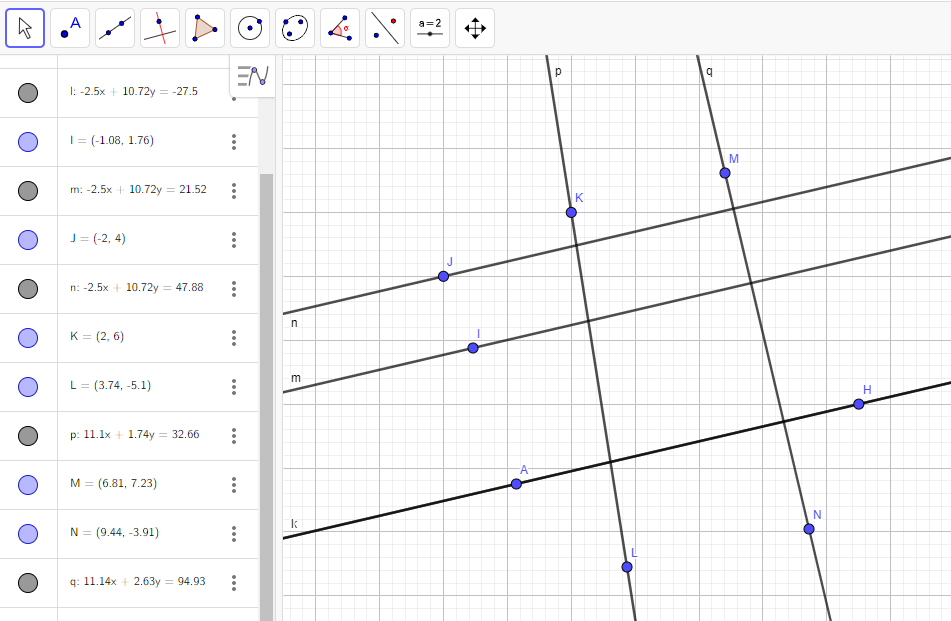 A
a=2
l: -2.5x + 10.72y = -27.5
I = (-1.08, 1.76)
m: -2.5x + 10.72y = 21.52
J = (-2, 4)
n: -2.5x + 10.72y = 47.88
K = (2, 6)
L = (3.74, -5.1)
p: 11.1x + 1.74y = 32.66
M = (6.81, 7.23)
N = (9.44, -3.91)
q: 11.14x + 2.63y = 94.93
p
q
M
K
J
n
I
m
H
A
k
N
L